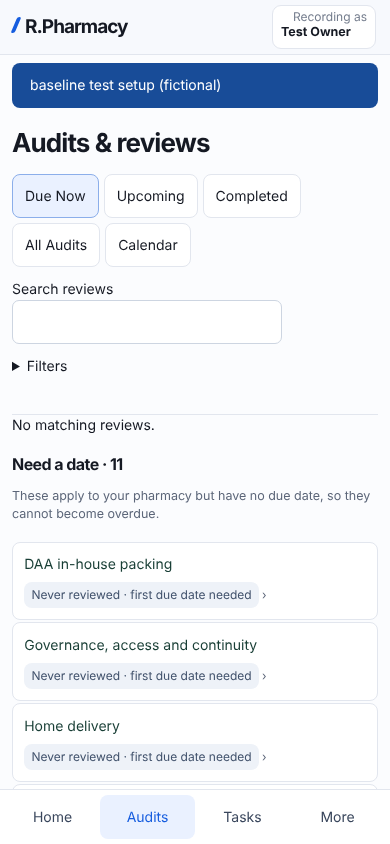 R.Pharmacy
Recording as
Test Owner
baseline test setup (fictional)
Audits & reviews
Due Now
Upcoming
Completed
All Audits
Calendar
Search reviews
Filters
No matching reviews.
Need a date · 11
These apply to your pharmacy but have no due date, so they
cannot become overdue.
DAA in-house packing
Never reviewed · first due date needed ›
Governance, access and continuity
Never reviewed · first due date needed ›
Home delivery
Never reviewed · first due date needed ›
Home
Audits
Tasks
More